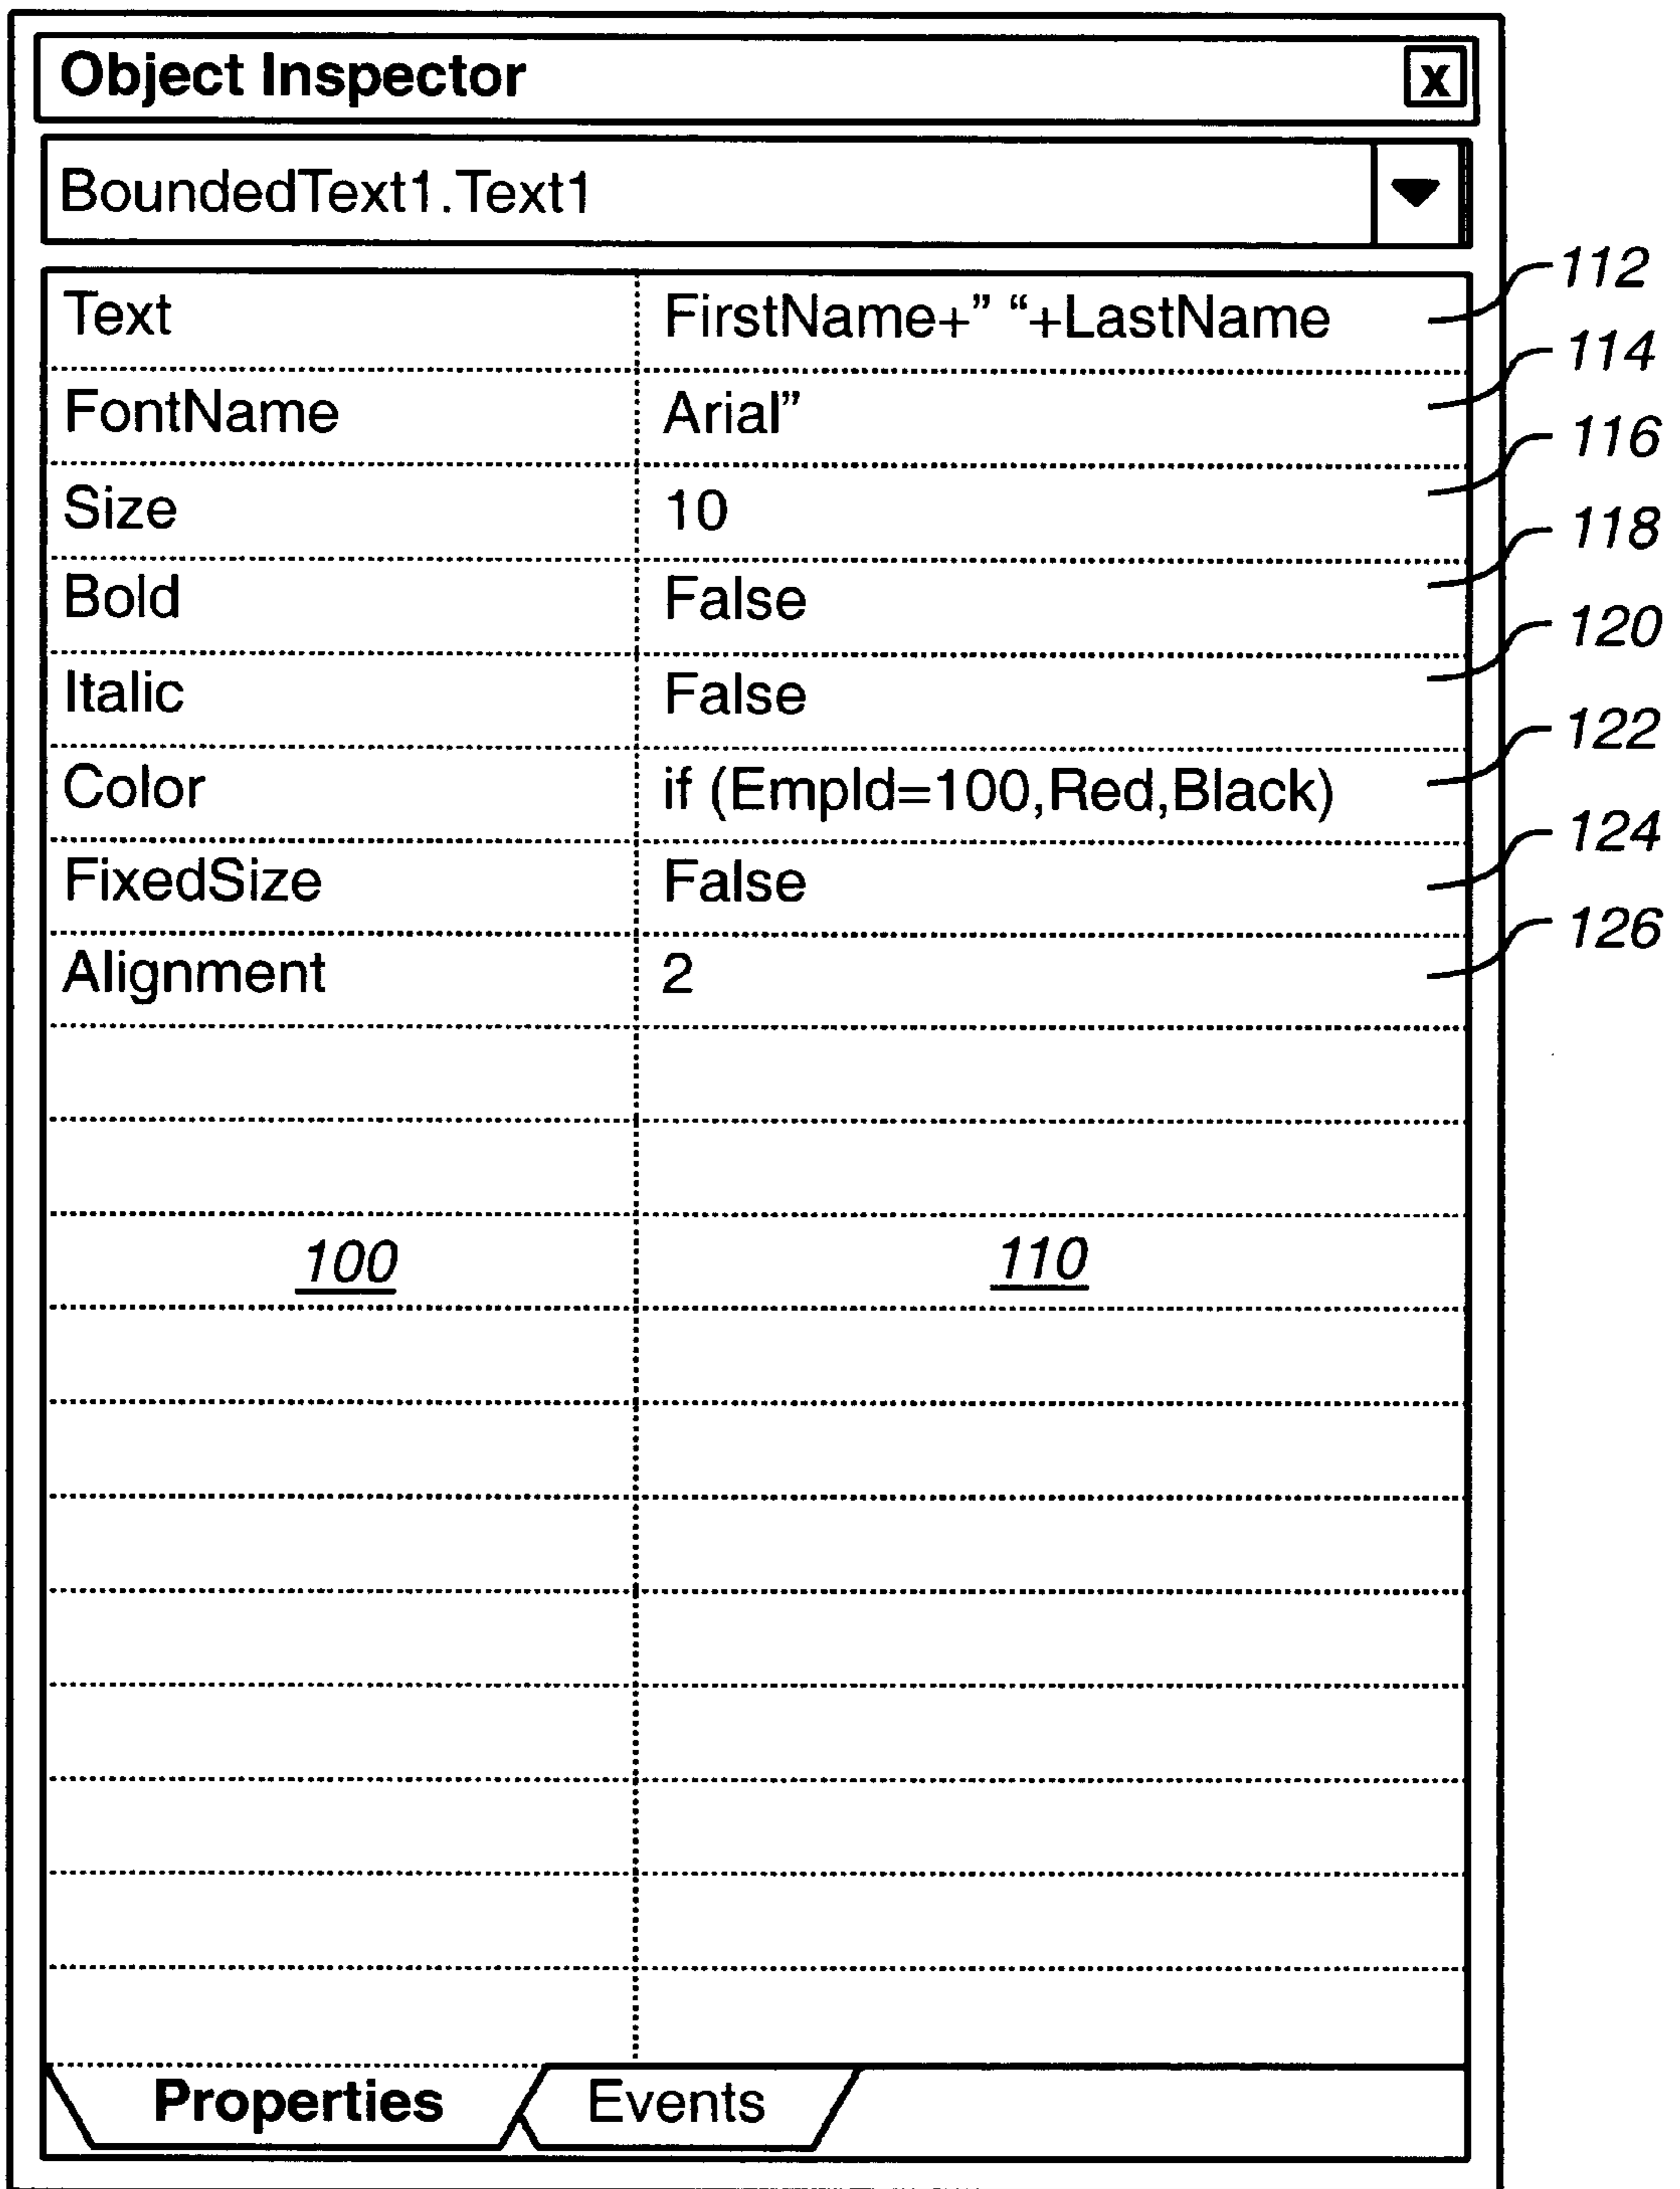 Object Inspector x
BoundedText1.Text1
Text FirstName+” “+LastName 112
FontName Arial” 114
Size 10 116
Bold False 118
Italic False 120
Color if (EmpId=100,Red,Black) 122
FixedSize False 124
Alignment 2 126
100 110
Properties Events